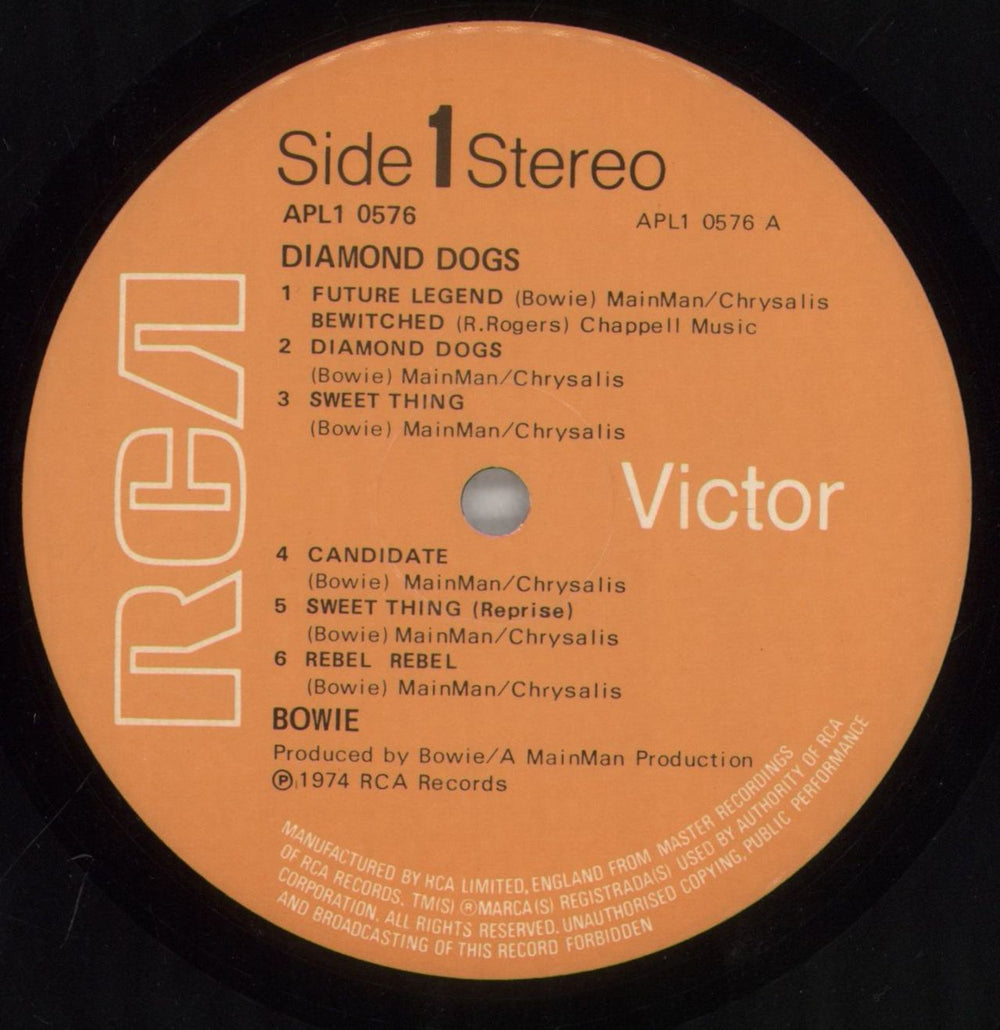 Side 1 Stereo
APL1 0576
APL1 0576 A
DIAMOND DOGS
1 FUTURE LEGEND (Bowie) MainMan/Chrysalis
BEWITCHED (R.Rogers) Chappell Music
2 DIAMOND DOGS
(Bowie) MainMan/Chrysalis
3 SWEET THING
(Bowie) MainMan/Chrysalis
RCA
Victor
4 CANDIDATE
(Bowie) MainMan/Chrysalis
5 SWEET THING (Reprise)
(Bowie) MainMan/Chrysalis
6 REBEL REBEL
(Bowie) MainMan/Chrysalis
BOWIE
Produced by Bowie/A MainMan Production
Ⓟ 1974 RCA Records
MANUFACTURED BY RCA LIMITED, ENGLAND FROM MASTER RECORDINGS
OF RCA RECORDS. TM(S) ® MARCA(S) REGISTRADA(S) USED BY AUTHORITY OF RCA
CORPORATION. ALL RIGHTS RESERVED. UNAUTHORISED COPYING, PUBLIC PERFORMANCE
AND BROADCASTING OF THIS RECORD FORBIDDEN